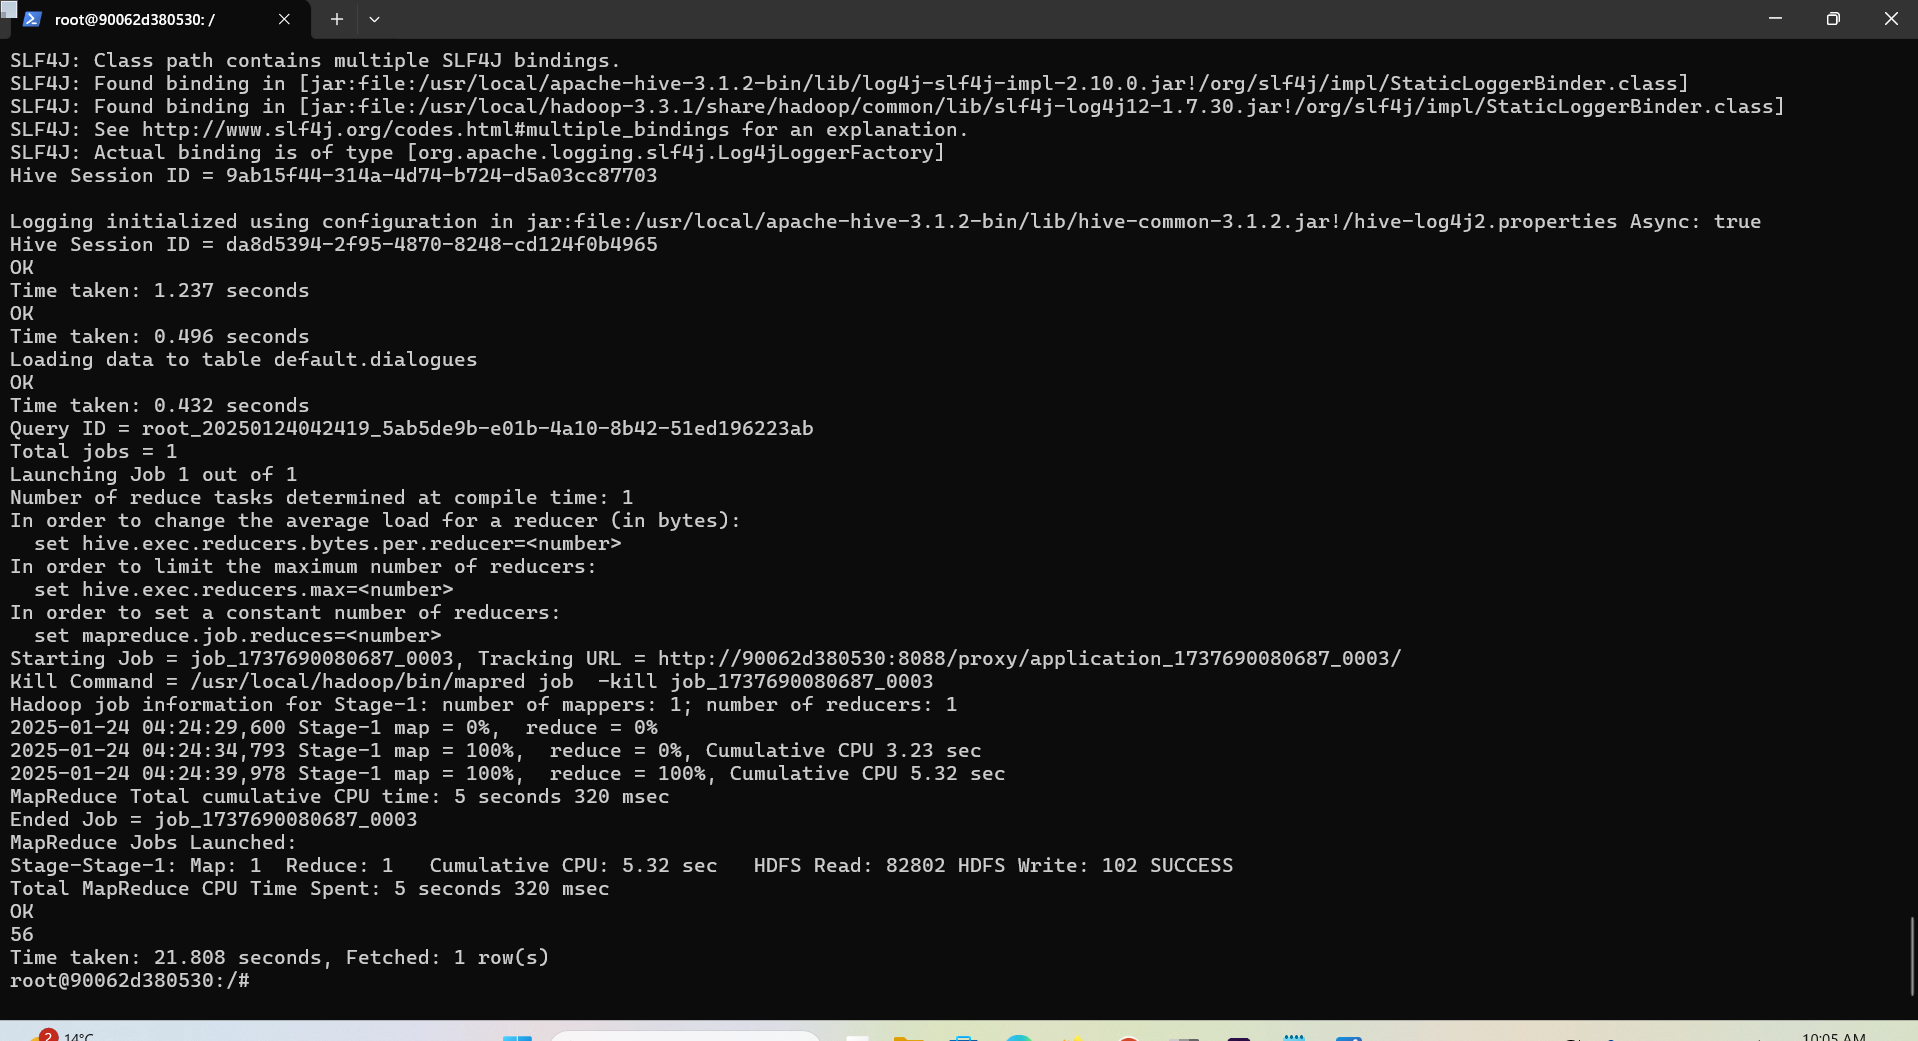 root@90062d380530: /
SLF4J: Class path contains multiple SLF4J bindings.
SLF4J: Found binding in [jar:file:/usr/local/apache-hive-3.1.2-bin/lib/log4j-slf4j-impl-2.10.0.jar!/org/slf4j/impl/StaticLoggerBinder.class]
SLF4J: Found binding in [jar:file:/usr/local/hadoop-3.3.1/share/hadoop/common/lib/slf4j-log4j12-1.7.30.jar!/org/slf4j/impl/StaticLoggerBinder.class]
SLF4J: See http://www.slf4j.org/codes.html#multiple_bindings for an explanation.
SLF4J: Actual binding is of type [org.apache.logging.slf4j.Log4jLoggerFactory]
Hive Session ID = 9ab15f44-314a-4d74-b724-d5a03cc87703
Logging initialized using configuration in jar:file:/usr/local/apache-hive-3.1.2-bin/lib/hive-common-3.1.2.jar!/hive-log4j2.properties Async: true
Hive Session ID = da8d5394-2f95-4870-8248-cd124f0b4965
OK
Time taken: 1.237 seconds
OK
Time taken: 0.496 seconds
Loading data to table default.dialogues
OK
Time taken: 0.432 seconds
Query ID = root_20250124042419_5ab5de9b-e01b-4a10-8b42-51ed196223ab
Total jobs = 1
Launching Job 1 out of 1
Number of reduce tasks determined at compile time: 1
In order to change the average load for a reducer (in bytes):
  set hive.exec.reducers.bytes.per.reducer=<number>
In order to limit the maximum number of reducers:
  set hive.exec.reducers.max=<number>
In order to set a constant number of reducers:
  set mapreduce.job.reduces=<number>
Starting Job = job_1737690080687_0003, Tracking URL = http://90062d380530:8088/proxy/application_1737690080687_0003/
Kill Command = /usr/local/hadoop/bin/mapred job  -kill job_1737690080687_0003
Hadoop job information for Stage-1: number of mappers: 1; number of reducers: 1
2025-01-24 04:24:29,600 Stage-1 map = 0%,  reduce = 0%
2025-01-24 04:24:34,793 Stage-1 map = 100%,  reduce = 0%, Cumulative CPU 3.23 sec
2025-01-24 04:24:39,978 Stage-1 map = 100%,  reduce = 100%, Cumulative CPU 5.32 sec
MapReduce Total cumulative CPU time: 5 seconds 320 msec
Ended Job = job_1737690080687_0003
MapReduce Jobs Launched:
Stage-Stage-1: Map: 1  Reduce: 1   Cumulative CPU: 5.32 sec   HDFS Read: 82802 HDFS Write: 102 SUCCESS
Total MapReduce CPU Time Spent: 5 seconds 320 msec
OK
56
Time taken: 21.808 seconds, Fetched: 1 row(s)
root@90062d380530:/#
2 14°C 10:05 AM